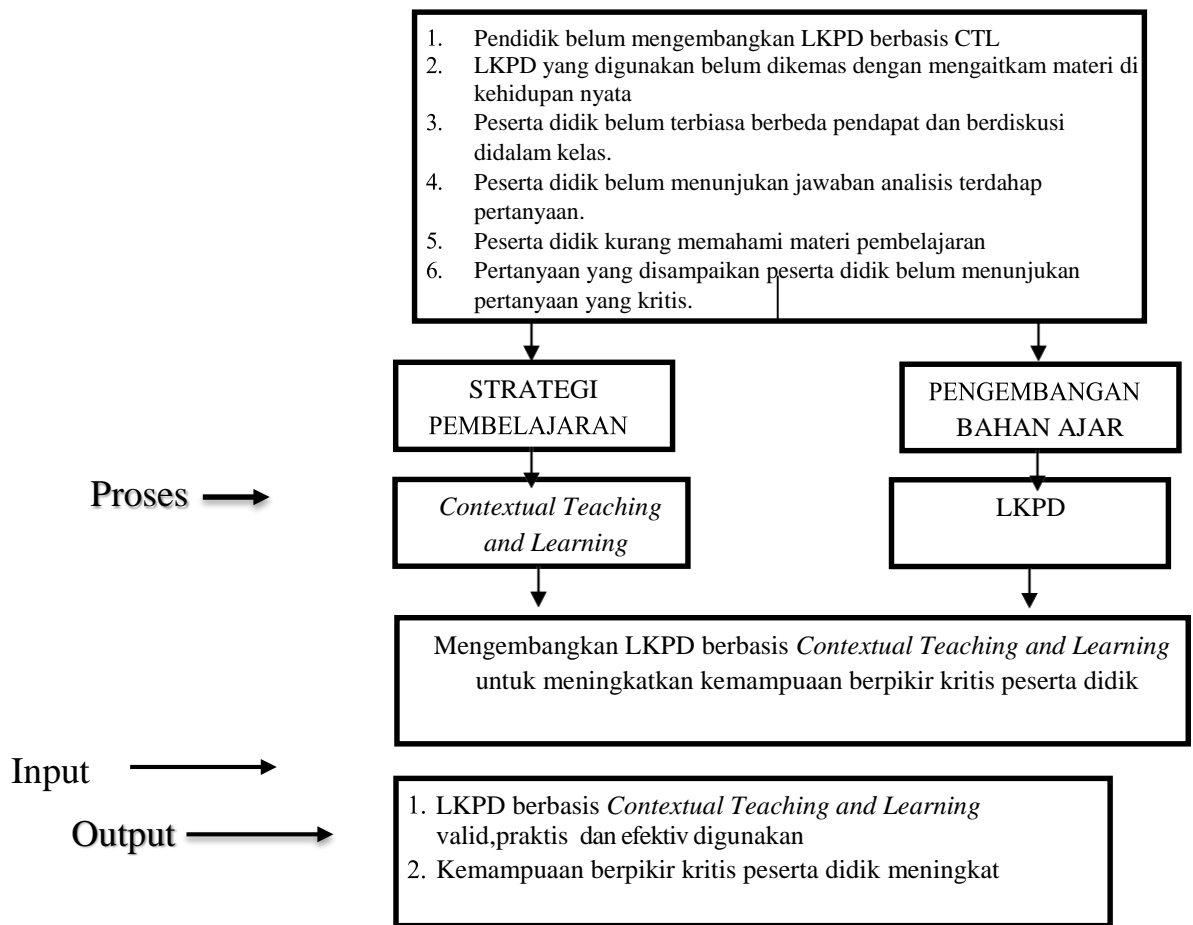 1. Pendidik belum mengembangkan LKPD berbasis CTL
2. LKPD yang digunakan belum dikemas dengan mengaitkam materi di
kehidupan nyata
3. Peserta didik belum terbiasa berbeda pendapat dan berdiskusi
didalam kelas.
4. Peserta didik belum menunjukan jawaban analisis terdahap
pertanyaan.
5. Peserta didik kurang memahami materi pembelajaran
6. Pertanyaan yang disampaikan peserta didik belum menunjukan
pertanyaan yang kritis.
STRATEGI
PEMBELAJARAN
PENGEMBANGAN
BAHAN AJAR
Proses
Contextual Teaching
and Learning
LKPD
Mengembangkan LKPD berbasis Contextual Teaching and Learning
untuk meningkatkan kemampuaan berpikir kritis peserta didik
Input
Output
1. LKPD berbasis Contextual Teaching and Learning
valid,praktis dan efektiv digunakan
2. Kemampuaan berpikir kritis peserta didik meningkat